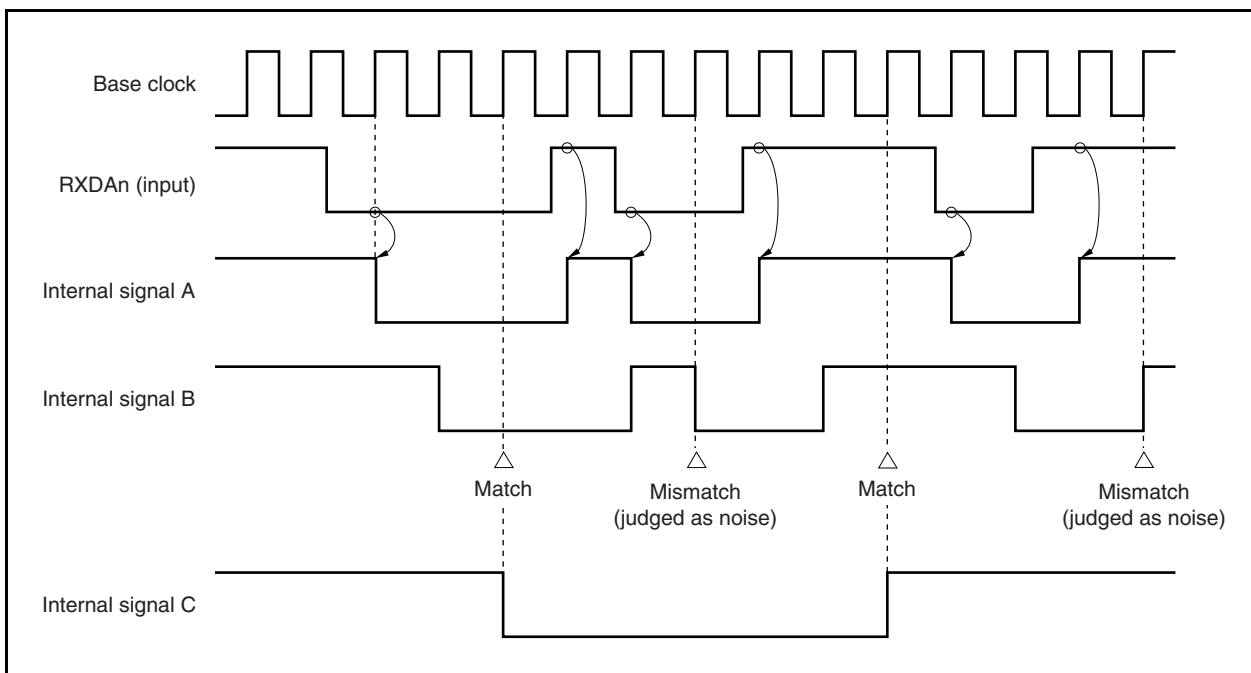 Base clock
RXDAn (input)
Internal signal A
Internal signal B
Match
Mismatch
(judged as noise)
Match
Mismatch
(judged as noise)
Internal signal C